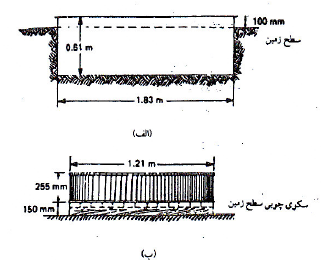 100 mm
0.61 m
سطح زمین
1.83 m
(الف)
1.21 m
255 mm
سکوی چوبی سطح زمین
150 mm
(ب)